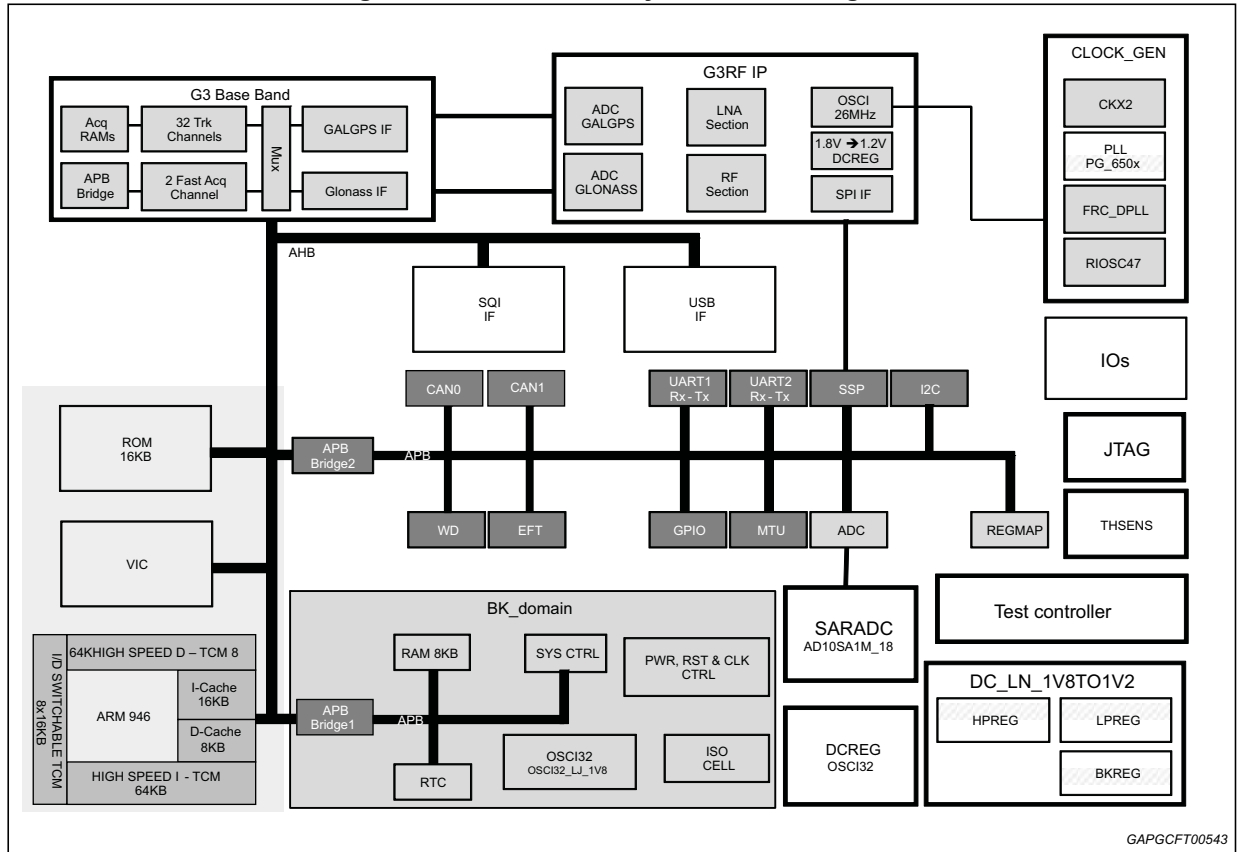 G3 Base Band
Acq
RAMs
32 Trk
Channels
Mux
GALGPS IF
APB
Bridge
2 Fast Acq
Channel
Glonass IF
G3RF IP
ADC
GALGPS
LNA
Section
OSCI
26MHz
1.8V ➔1.2V
DCREG
ADC
GLONASS
RF
Section
SPI IF
CLOCK_GEN
CKX2
PLL
PG_650x
FRC_DPLL
RIOSC47
AHB
SQI
IF
USB
IF
IOs
CAN0
CAN1
UART1
Rx - Tx
UART2
Rx - Tx
SSP
I2C
ROM
16KB
APB
Bridge2
APB
JTAG
WD
EFT
GPIO
MTU
ADC
REGMAP
THSENS
VIC
BK_domain
RAM 8KB
SYS CTRL
PWR, RST & CLK
CTRL
SARADC
AD10SA1M_18
Test controller
64KHIGH SPEED D – TCM 8
I/D SWITCHABLE TCM
8x16KB
ARM 946
I-Cache
16KB
D-Cache
8KB
HIGH SPEED I - TCM
64KB
APB
Bridge1
APB
RTC
OSCI32
OSCI32_LJ_1V8
ISO
CELL
DCREG
OSCI32
DC_LN_1V8TO1V2
HPREG
LPREG
BKREG
GAPGCFT00543